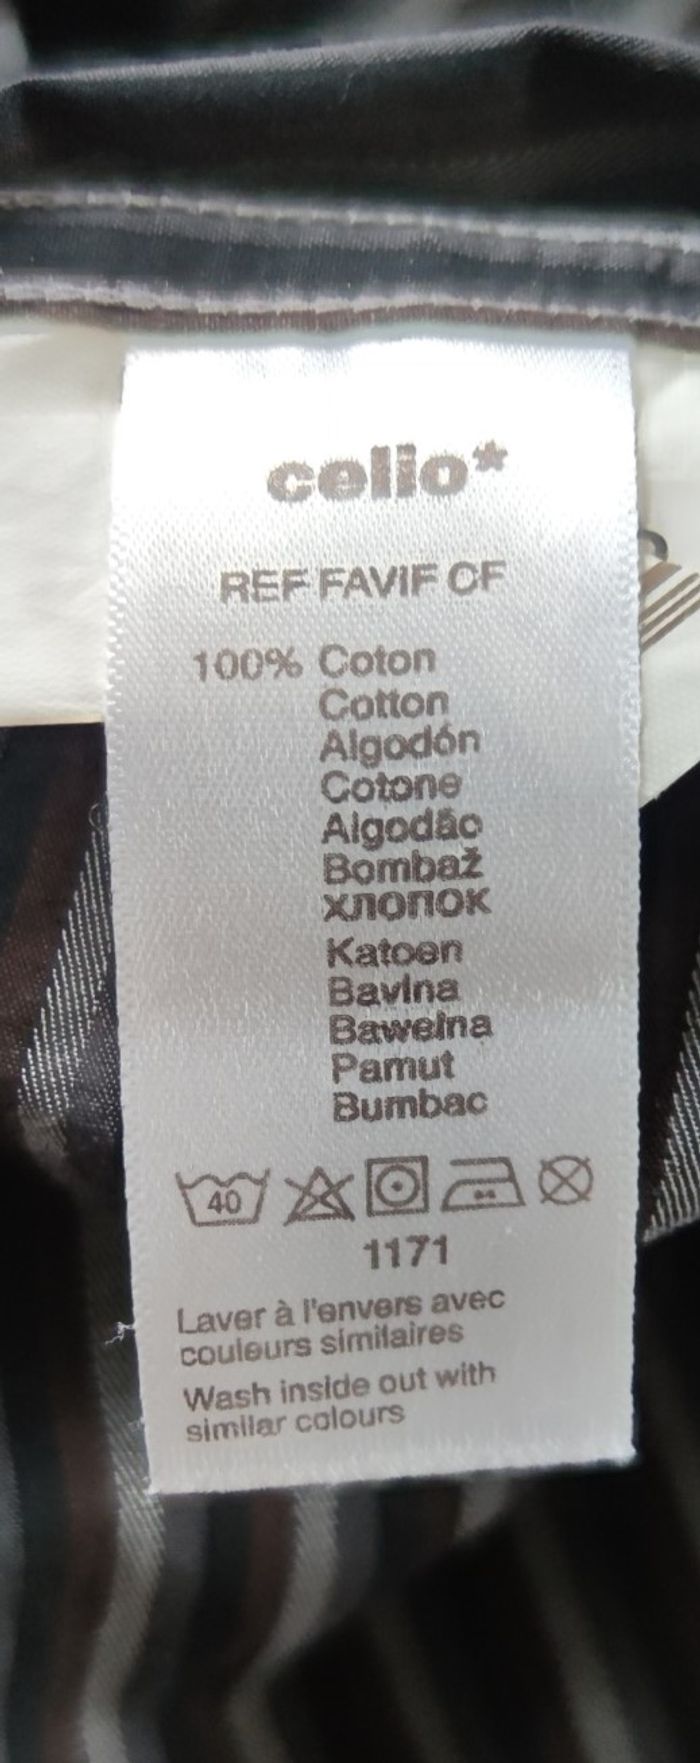 celio*
REF FAVIF CF
100% Coton
Cotton
Algodón
Cotone
Algodão
Bombaž
хлопок
Katoen
Bavlna
Bawełna
Pamut
Bumbac
40
1171
Laver à l'envers avec
couleurs similaires
Wash inside out with
similar colours